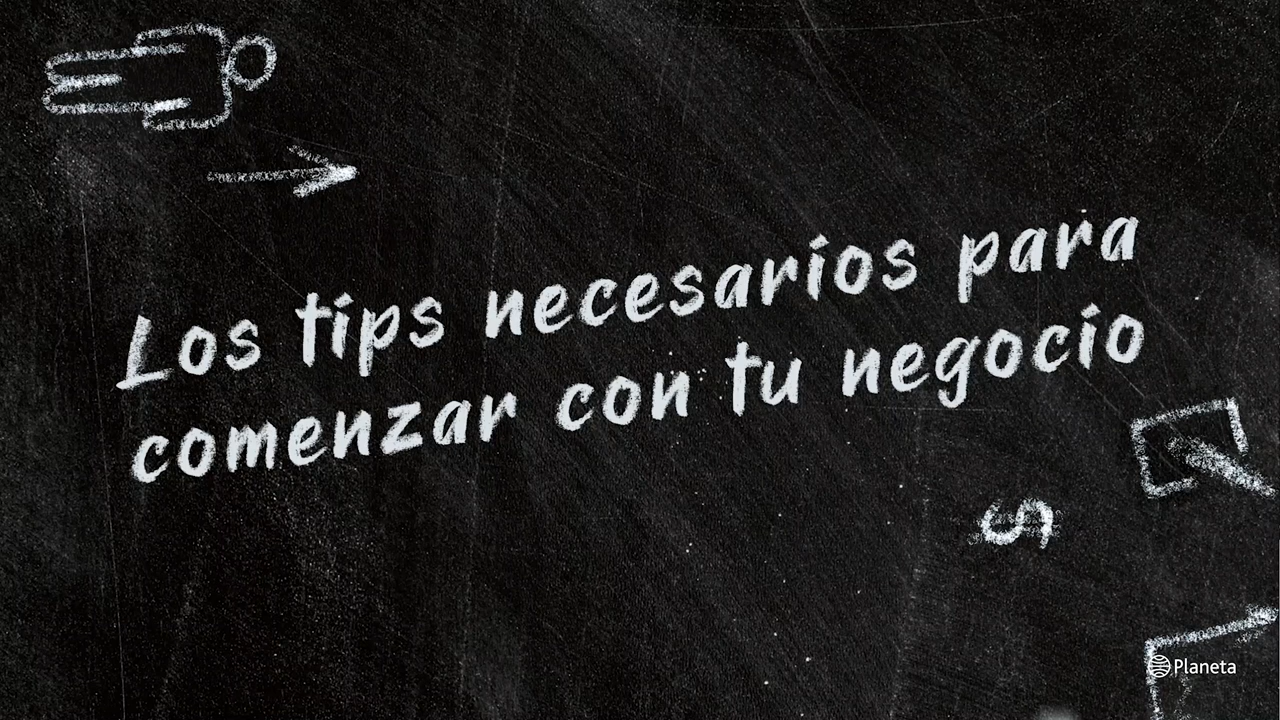 Los tips necesarios para
comenzar con tu negocio
S
Planeta